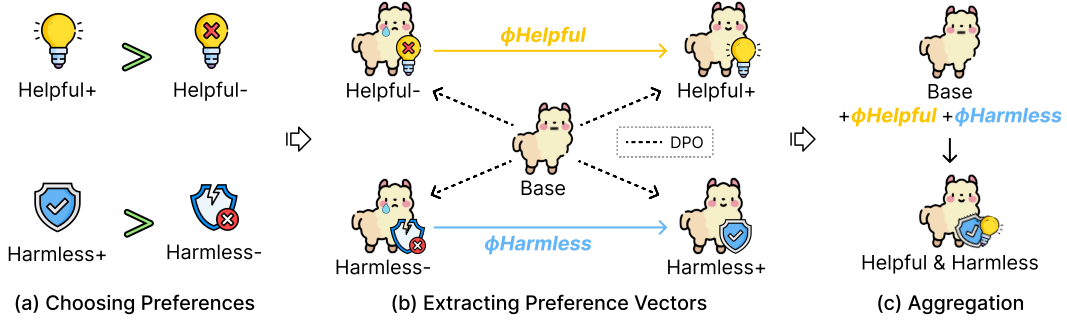 Helpful+
>
Helpful-
Harmless+
>
Harmless-
(a) Choosing Preferences
ϕHelpful
Helpful-
Helpful+
DPO
Base
ϕHarmless
Harmless-
Harmless+
(b) Extracting Preference Vectors
Base
+ϕHelpful +ϕHarmless
Helpful & Harmless
(c) Aggregation